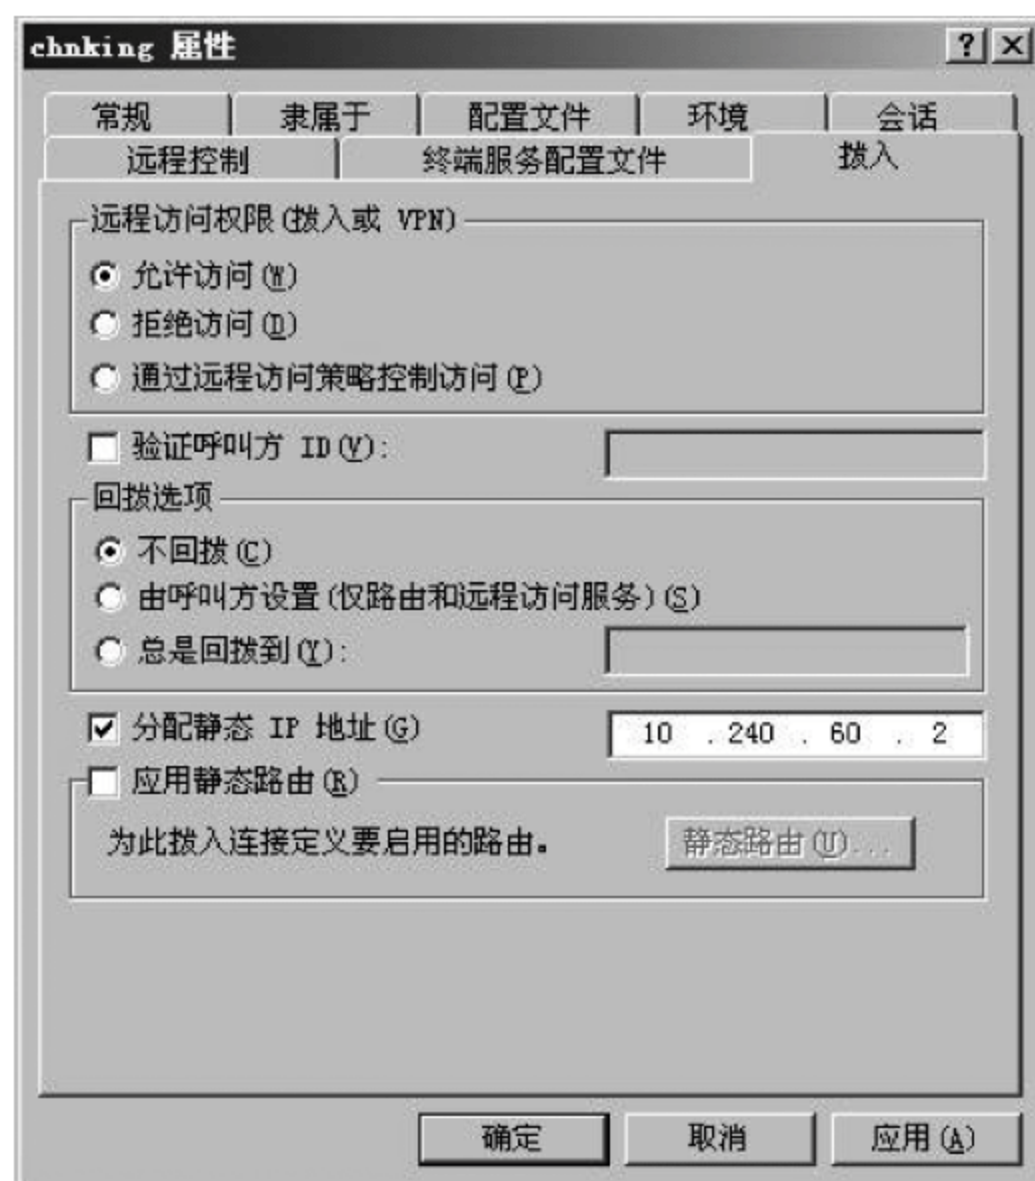 chnking 属性
常规 隶属于 配置文件 环境 会话
远程控制 终端服务配置文件 拨入
远程访问权限(拨入或 VPN)
允许访问(W)
拒绝访问(D)
通过远程访问策略控制访问(P)
验证呼叫方 ID(V):
回拨选项
不回拨(C)
由呼叫方设置(仅路由和远程访问服务)(S)
总是回拨到(Y):
分配静态 IP 地址(G) 10 . 240 . 60 . 2
应用静态路由(R)
为此拨入连接定义要启用的路由。 静态路由(U)...
确定 取消 应用(A)